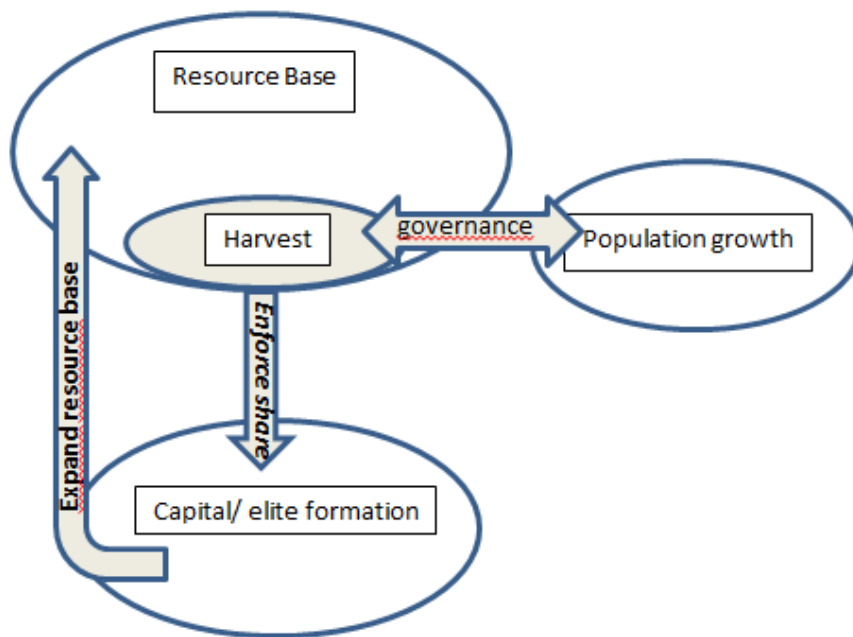 Resource Base
Harvest
governance
Population growth
Enforce share
Expand resource base
Capital/ elite formation